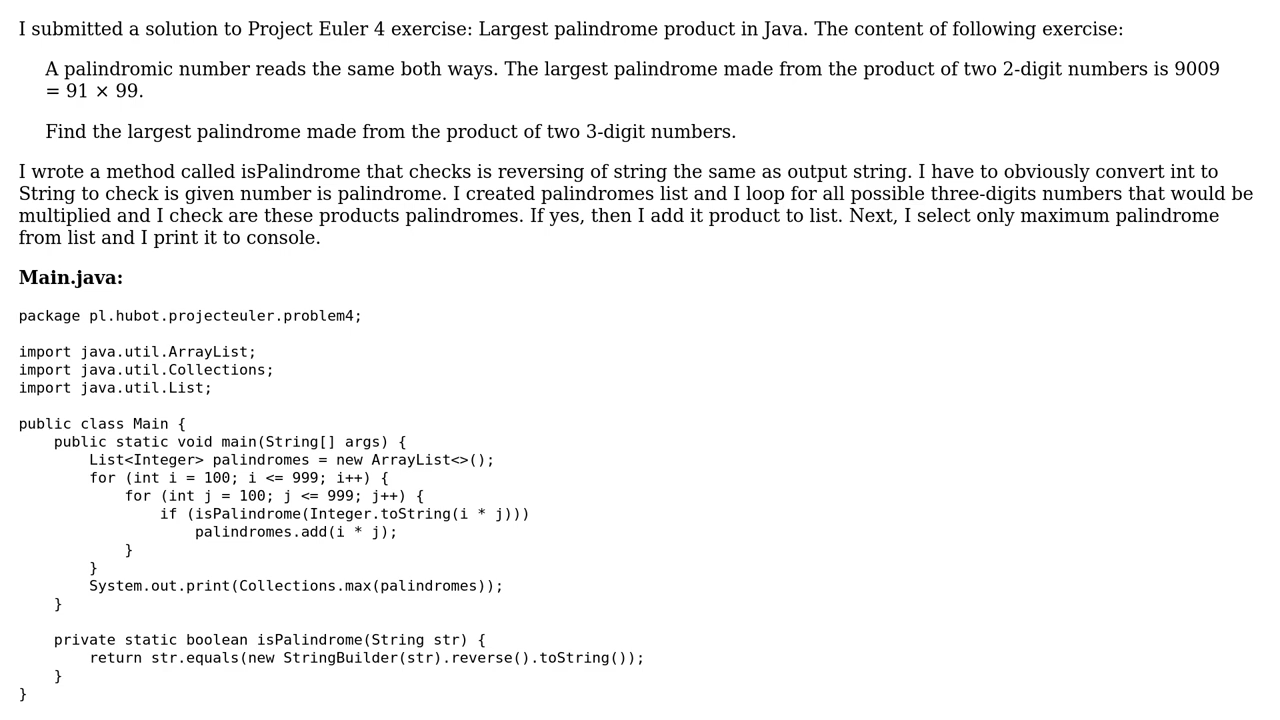 I submitted a solution to Project Euler 4 exercise: Largest palindrome product in Java. The content of following exercise:
A palindromic number reads the same both ways. The largest palindrome made from the product of two 2-digit numbers is 9009
= 91 × 99.
Find the largest palindrome made from the product of two 3-digit numbers.
I wrote a method called isPalindrome that checks is reversing of string the same as output string. I have to obviously convert int to
String to check is given number is palindrome. I created palindromes list and I loop for all possible three-digits numbers that would be
multiplied and I check are these products palindromes. If yes, then I add it product to list. Next, I select only maximum palindrome
from list and I print it to console.
Main.java:
package pl.hubot.projecteuler.problem4;
import java.util.ArrayList;
import java.util.Collections;
import java.util.List;
public class Main {
    public static void main(String[] args) {
        List<Integer> palindromes = new ArrayList<>();
        for (int i = 100; i <= 999; i++) {
            for (int j = 100; j <= 999; j++) {
                if (isPalindrome(Integer.toString(i * j)))
                    palindromes.add(i * j);
            }
        }
        System.out.print(Collections.max(palindromes));
    }
    private static boolean isPalindrome(String str) {
        return str.equals(new StringBuilder(str).reverse().toString());
    }
}